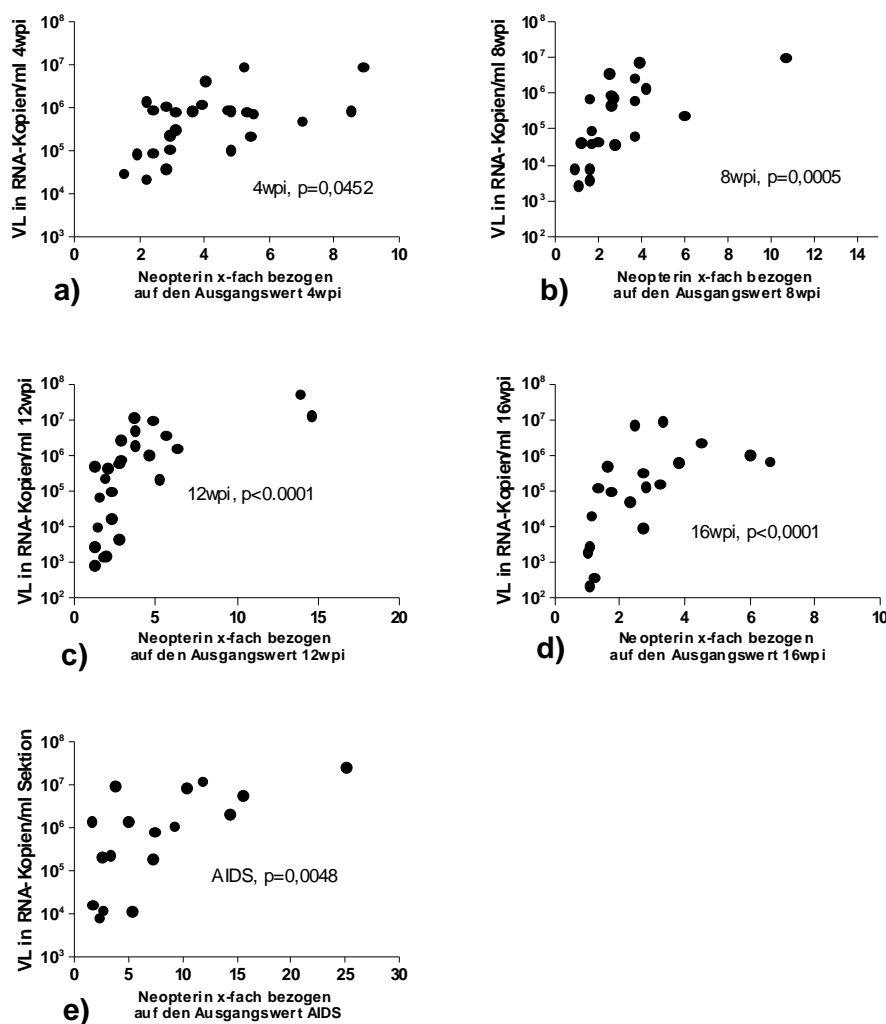 VL in RNA-Kopien/ml 4wpi
10⁸
10⁷
10⁶
10⁵
10⁴
10³
0 2 4 6 8 10
4wpi, p=0,0452
a)
Neopterin x-fach bezogen
auf den Ausgangswert 4wpi
VL in RNA-Kopien/ml 8wpi
10⁸
10⁷
10⁶
10⁵
10⁴
10³
10²
0 2 4 6 8 10 12 14
8wpi, p=0,0005
b)
Neopterin x-fach bezogen
auf den Ausgangswert 8wpi
VL in RNA-Kopien/ml 12wpi
10⁸
10⁷
10⁶
10⁵
10⁴
10³
10²
0 5 10 15 20
12wpi, p<0.0001
c)
Neopterin x-fach bezogen
auf den Ausgangswert 12wpi
VL in RNA-Kopien/ml 16wpi
10⁸
10⁷
10⁶
10⁵
10⁴
10³
10²
0 2 4 6 8 10
16wpi, p<0,0001
d)
Neopterin x-fach bezogen
auf den Ausgangswert 16wpi
VL in RNA-Kopien/ml Sektion
10⁸
10⁷
10⁶
10⁵
10⁴
10³
0 5 10 15 20 25 30
AIDS, p=0,0048
e)
Neopterin x-fach bezogen
auf den Ausgangswert AIDS